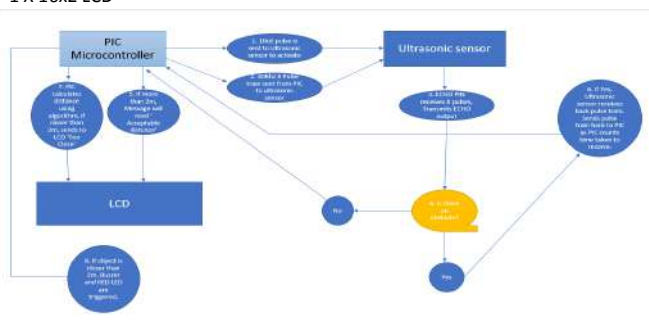 1 X 16x2 LCD
PIC
Microcontroller
1. 10uS pulse is
sent to ultrasonic
sensor to activate
Ultrasonic sensor
2. 40khz 8 Pulse
train sent from PIC
to ultrasonic
sensor
3. ECHO PIN
receives 8 pulses,
Transmits ECHO
output
6. If Yes,
Ultrasonic
sensor receives
back pulse train.
Sends pulse
train back to PIC
as PIC counts
time taken to
receive.
7. PIC
calculates
distance
using
algorithm, if
closer than
2m, sends to
LCD "Too
Close"
5. If more
than 2m,
Message will
read "
Acceptable
distance"
LCD
No
4. Is there
an
obstacle?
Yes
8. If object is
closer than
2m, Buzzer
and RED LED
are
triggered.